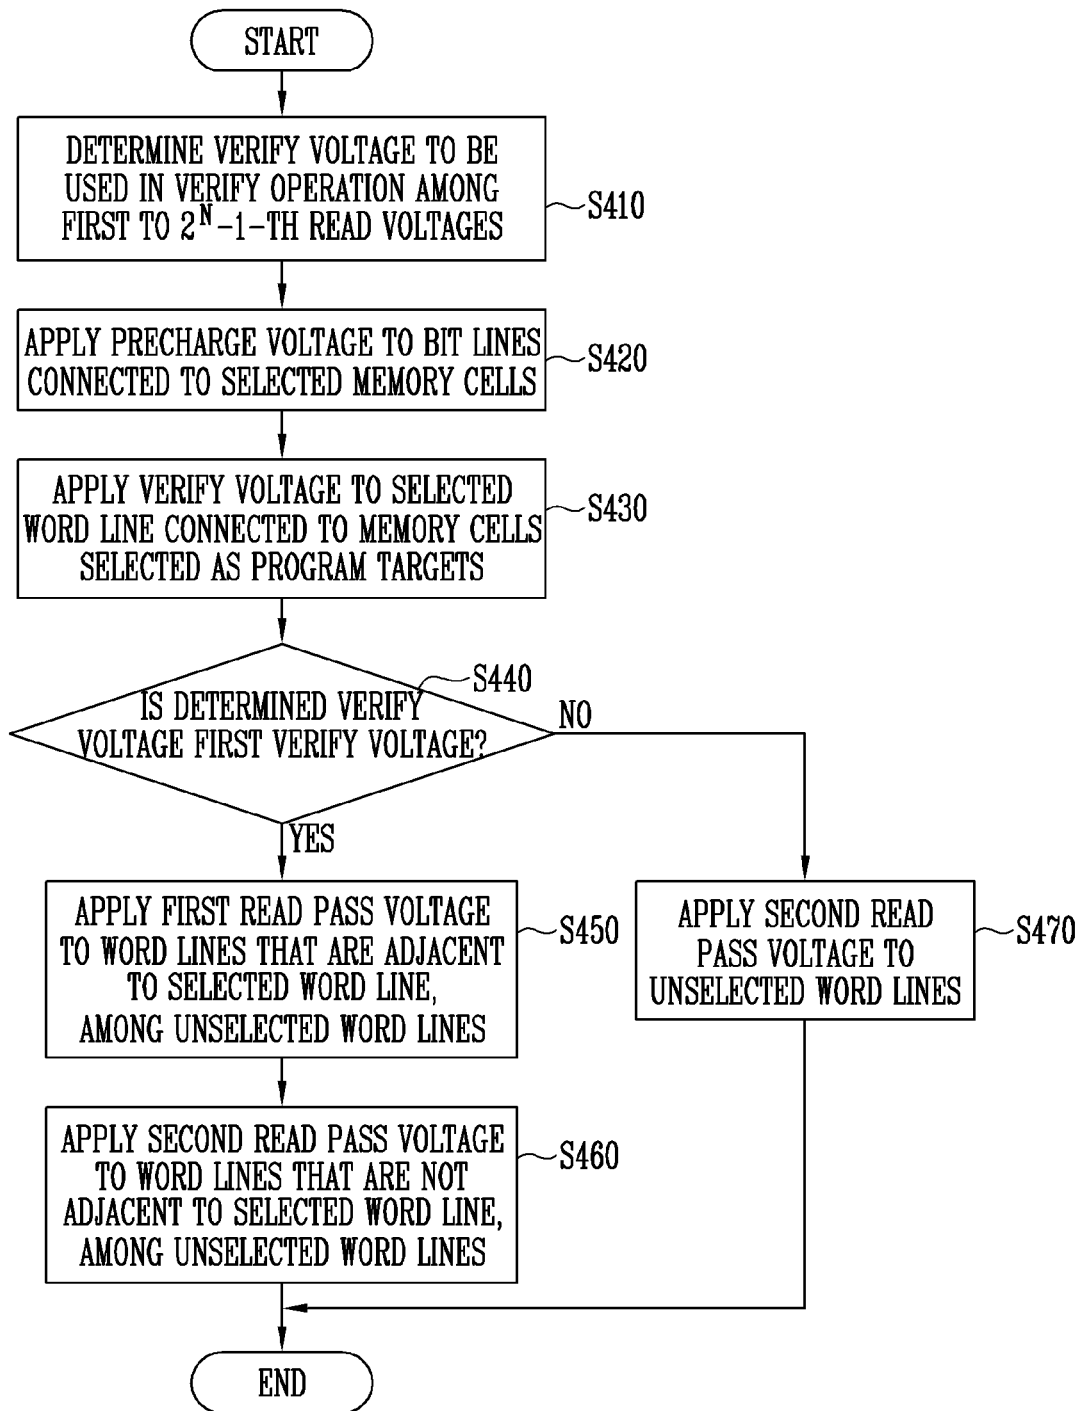 START
DETERMINE VERIFY VOLTAGE TO BE
USED IN VERIFY OPERATION AMONG
FIRST TO 2^N-1-TH READ VOLTAGES
S410
APPLY PRECHARGE VOLTAGE TO BIT LINES
CONNECTED TO SELECTED MEMORY CELLS
S420
APPLY VERIFY VOLTAGE TO SELECTED
WORD LINE CONNECTED TO MEMORY CELLS
SELECTED AS PROGRAM TARGETS
S430
S440
IS DETERMINED VERIFY
VOLTAGE FIRST VERIFY VOLTAGE?
NO
YES
APPLY FIRST READ PASS VOLTAGE
TO WORD LINES THAT ARE ADJACENT
TO SELECTED WORD LINE,
AMONG UNSELECTED WORD LINES
S450
APPLY SECOND READ
PASS VOLTAGE TO
UNSELECTED WORD LINES
S470
APPLY SECOND READ PASS VOLTAGE
TO WORD LINES THAT ARE NOT
ADJACENT TO SELECTED WORD LINE,
AMONG UNSELECTED WORD LINES
S460
END